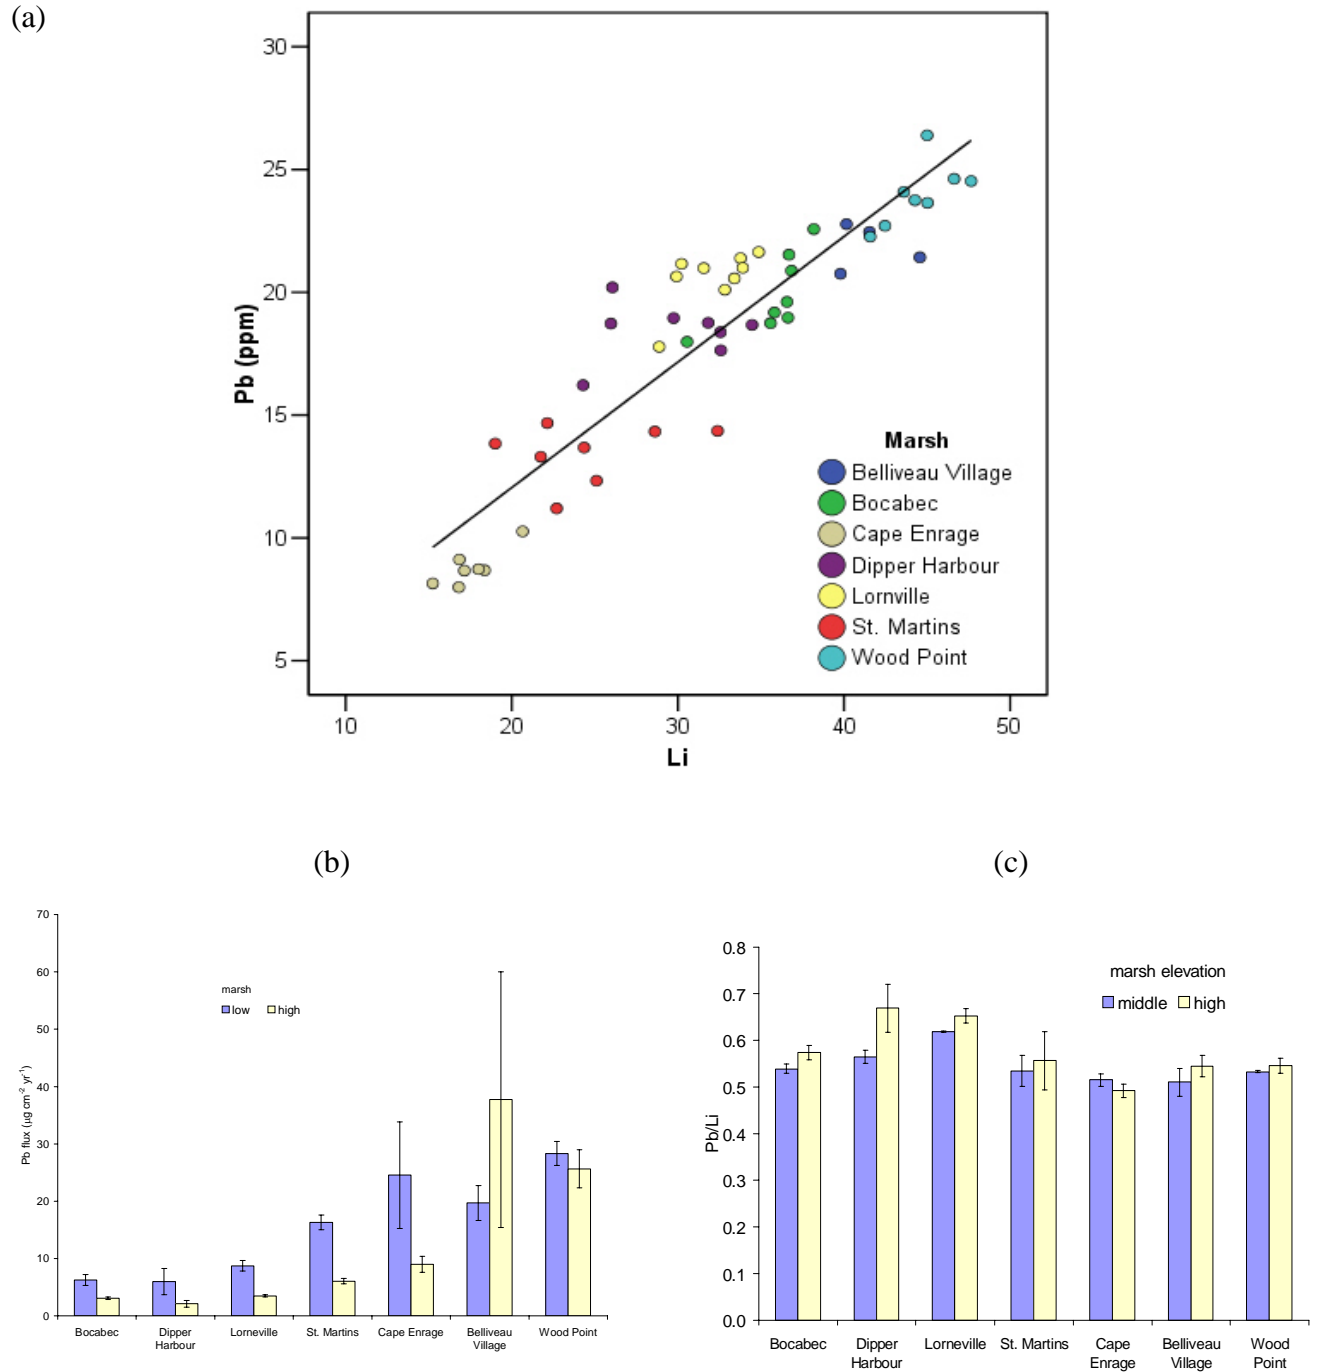 (a)
30
25
20
15
10
5
Pb (ppm)
10 20 30 40 50
Li
Marsh
Belliveau Village
Bocabec
Cape Enrage
Dipper Harbour
Lornville
St. Martins
Wood Point
(b)
70
60
50
40
30
20
10
0
Pb flux (µg cm⁻² yr⁻¹)
marsh
low high
Bocabec Dipper Lorneville St. Martins Cape Enrage Belliveau Wood Point
Harbour Village
(c)
0.8
0.7
0.6
0.5
0.4
0.3
0.2
0.1
0.0
Pb/Li
marsh elevation
middle high
Bocabec Dipper Lorneville St. Martins Cape Belliveau Wood
Harbour Enrage Village Point